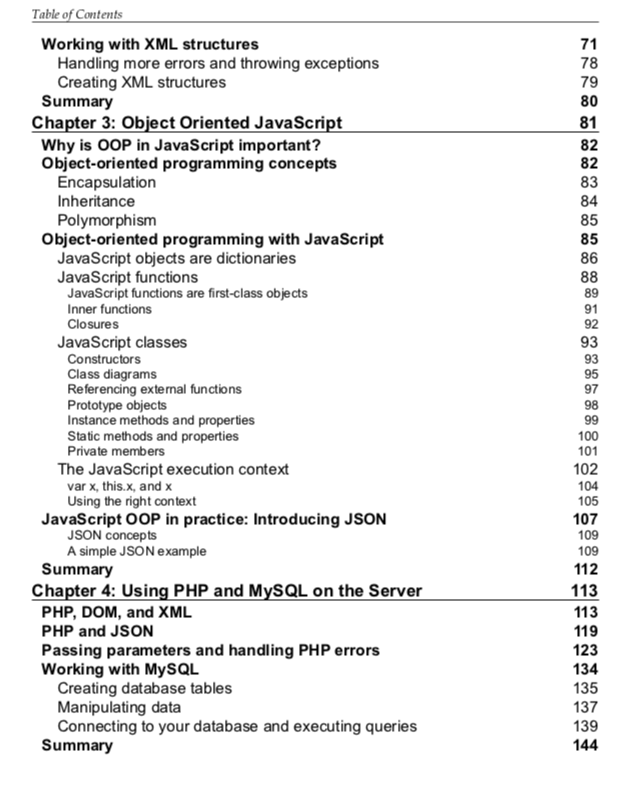 Table of Contents
Working with XML structures 71
Handling more errors and throwing exceptions 78
Creating XML structures 79
Summary 80
Chapter 3: Object Oriented JavaScript 81
Why is OOP in JavaScript important? 82
Object-oriented programming concepts 82
Encapsulation 83
Inheritance 84
Polymorphism 85
Object-oriented programming with JavaScript 85
JavaScript objects are dictionaries 86
JavaScript functions 88
JavaScript functions are first-class objects 89
Inner functions 91
Closures 92
JavaScript classes 93
Constructors 93
Class diagrams 95
Referencing external functions 97
Prototype objects 98
Instance methods and properties 99
Static methods and properties 100
Private members 101
The JavaScript execution context 102
var x, this.x, and x 104
Using the right context 105
JavaScript OOP in practice: Introducing JSON 107
JSON concepts 109
A simple JSON example 109
Summary 112
Chapter 4: Using PHP and MySQL on the Server 113
PHP, DOM, and XML 113
PHP and JSON 119
Passing parameters and handling PHP errors 123
Working with MySQL 134
Creating database tables 135
Manipulating data 137
Connecting to your database and executing queries 139
Summary 144